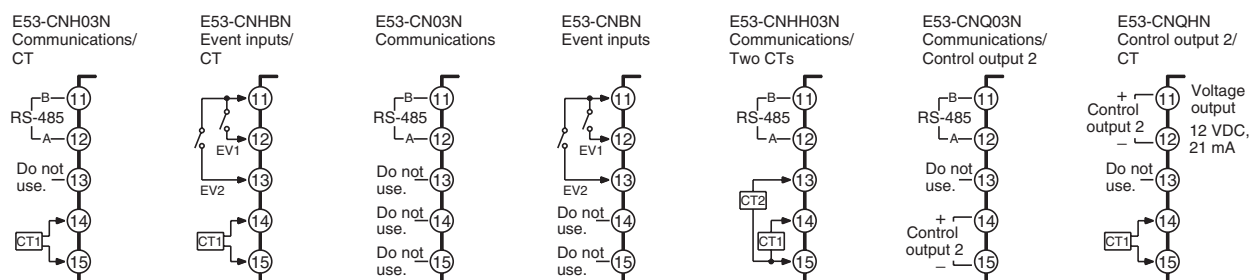 E53-CNH03N
Communications/
CT
B
11
RS-485
A
12
Do not
use.
13
14
CT1
15
E53-CNHBN
Event inputs/
CT
11
12
EV1
13
EV2
14
CT1
15
E53-CN03N
Communications
B
11
RS-485
A
12
Do not
use.
13
Do not
use.
14
Do not
use.
15
E53-CNBN
Event inputs
11
12
EV1
13
EV2
Do not
use.
14
Do not
use.
15
E53-CNHH03N
Communications/
Two CTs
B
11
RS-485
A
12
13
CT2
14
CT1
15
E53-CNQ03N
Communications/
Control output 2
B
11
RS-485
A
12
Do not
use.
13
+
14
Control
output 2
–
15
E53-CNQHN
Control output 2/
CT
+
11
Voltage
output
Control
output 2
12 VDC,
21 mA
–
12
Do not
use.
13
14
CT1
15